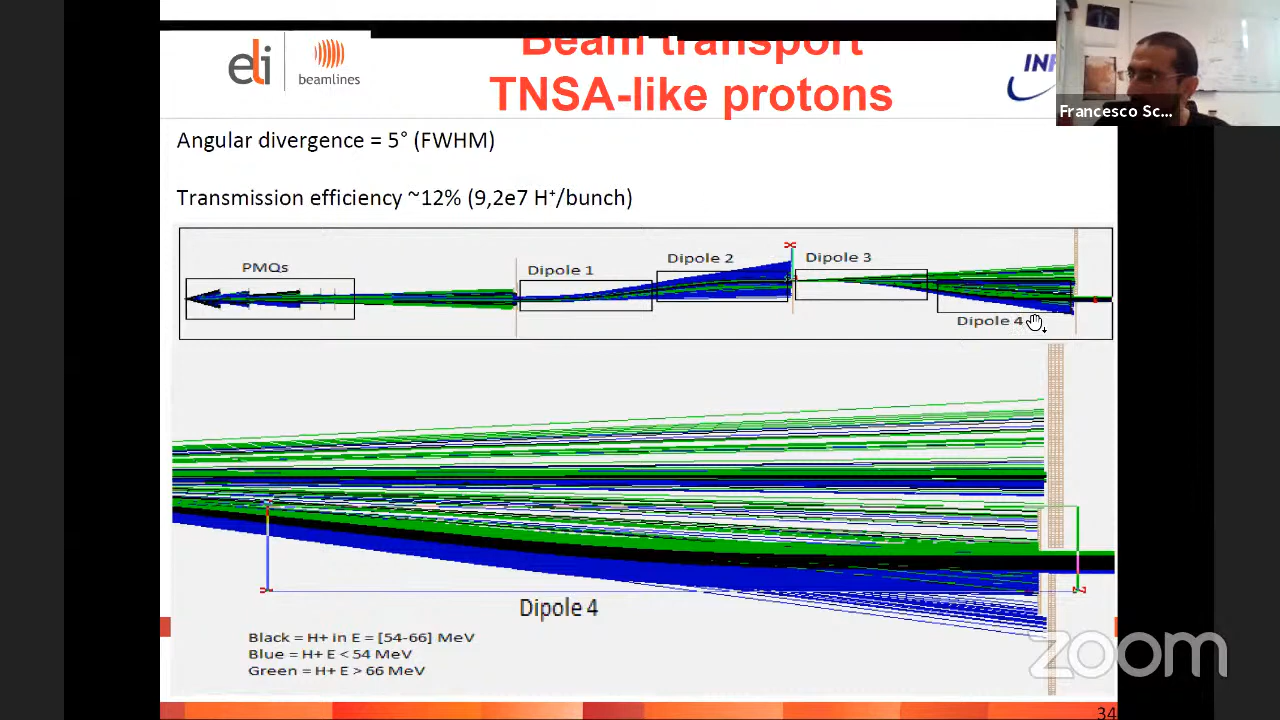 Beam transport
TNSA-like protons
eli
beamlines
Francesco Sc...
Angular divergence = 5° (FWHM)
Transmission efficiency ~12% (9,2e7 H⁺/bunch)
PMQs
Dipole 1
Dipole 2
Dipole 3
Dipole 4
Dipole 4
Black = H+ in E = [54-66] MeV
Blue = H+ E < 54 MeV
Green = H+ E > 66 MeV
zoom
34